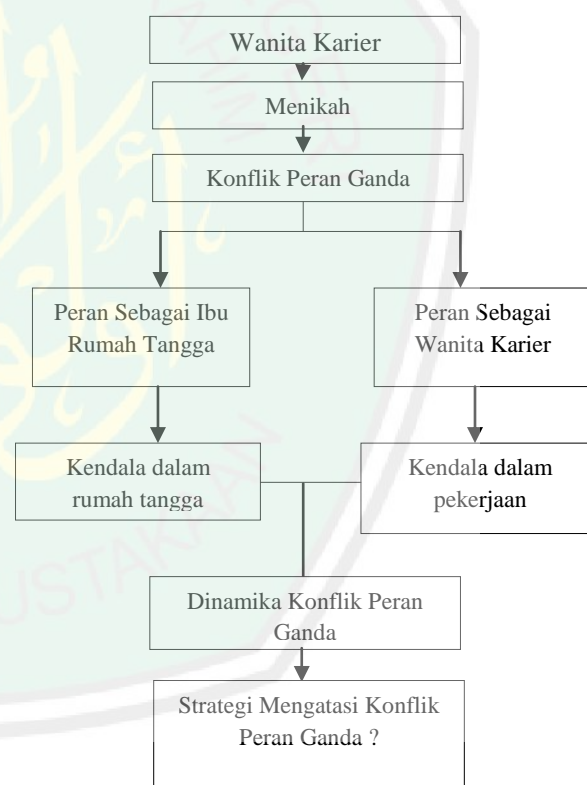 Wanita Karier
Menikah
Konflik Peran Ganda
Peran Sebagai Ibu
Rumah Tangga
Peran Sebagai
Wanita Karier
Kendala dalam
rumah tangga
Kendala dalam
pekerjaan
Dinamika Konflik Peran
Ganda
Strategi Mengatasi Konflik
Peran Ganda ?